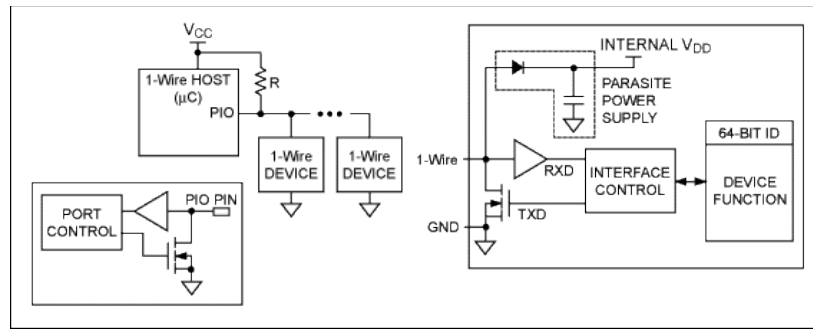 VCC
1-Wire HOST
(µC)
R
PIO
1-Wire
DEVICE
1-Wire
DEVICE
PORT
CONTROL
PIO PIN
INTERNAL VDD
PARASITE
POWER
SUPPLY
1-Wire
RXD
INTERFACE
CONTROL
64-BIT ID
DEVICE
FUNCTION
TXD
GND